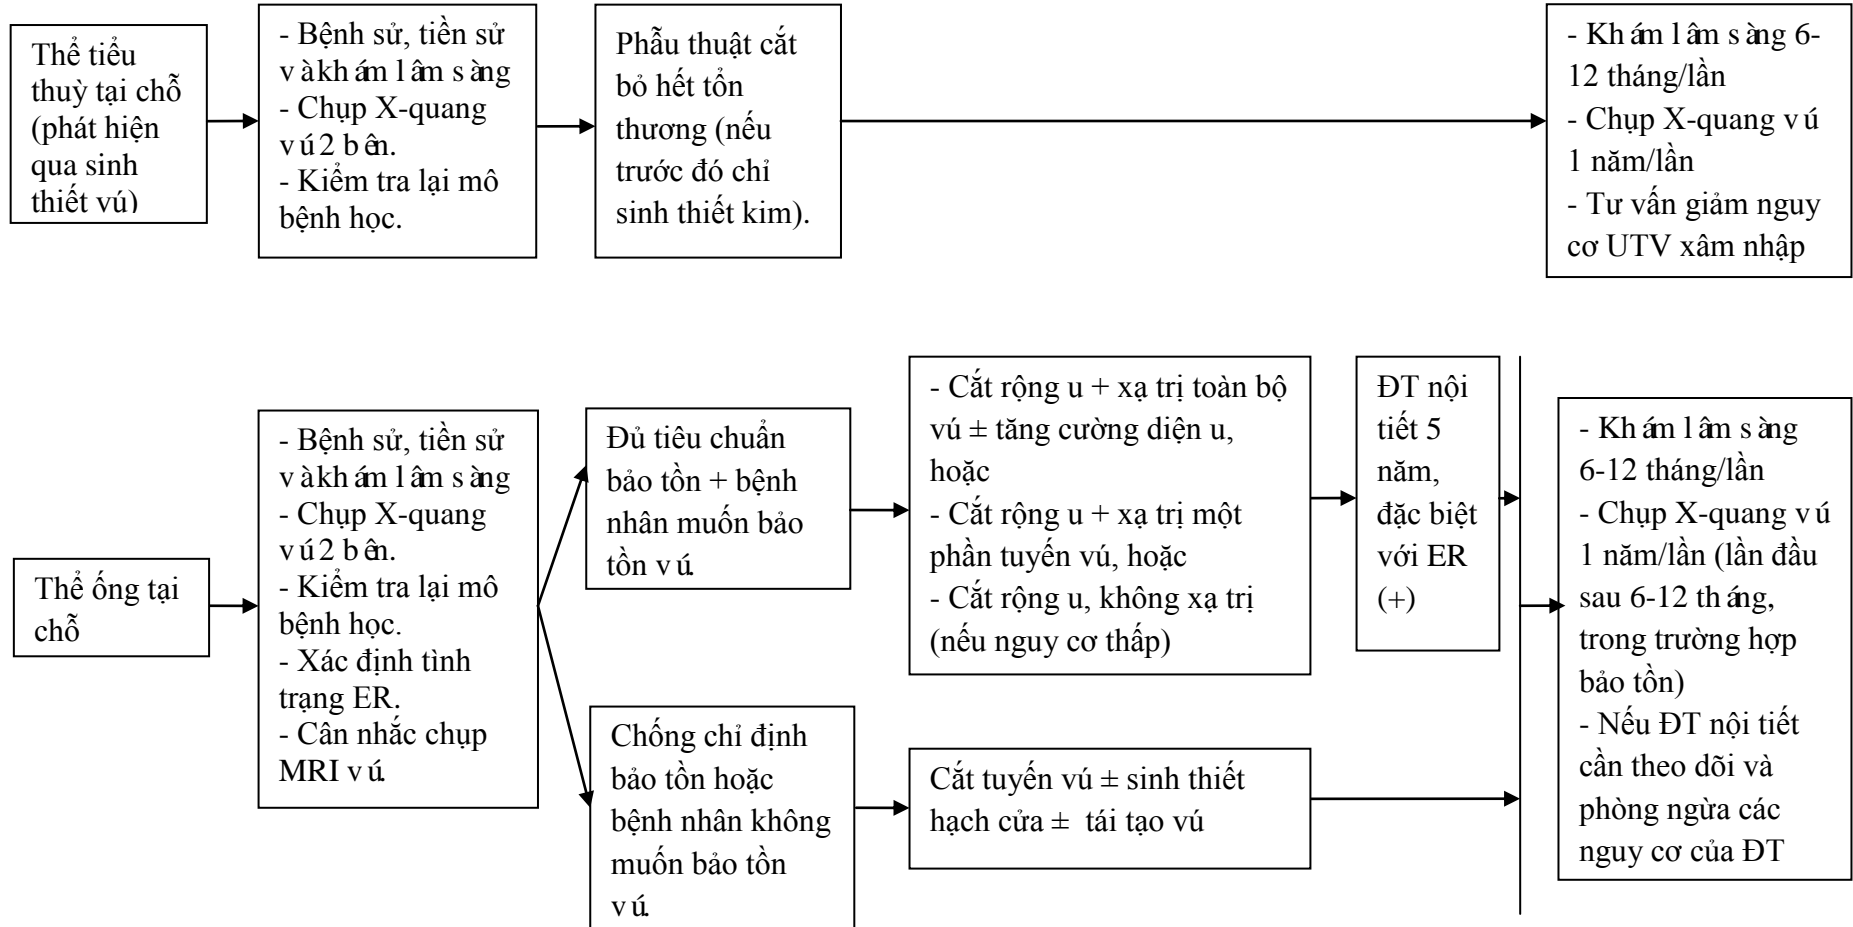 Thể tiểu
thuỳ tại chỗ
(phát hiện
qua sinh
thiết vú)
- Bệnh sử, tiền sử
và khám lâm sàng
- Chụp X-quang
vú 2 bên.
- Kiểm tra lại mô
bệnh học.
Phẫu thuật cắt
bỏ hết tổn
thương (nếu
trước đó chỉ
sinh thiết kim).
- Khám lâm sàng 6-
12 tháng/lần
- Chụp X-quang vú
1 năm/lần
- Tư vấn giảm nguy
cơ UTV xâm nhập
Thể ống tại
chỗ
- Bệnh sử, tiền sử
và khám lâm sàng
- Chụp X-quang
vú 2 bên.
- Kiểm tra lại mô
bệnh học.
- Xác định tình
trạng ER.
- Cân nhắc chụp
MRI vú.
Đủ tiêu chuẩn
bảo tồn + bệnh
nhân muốn bảo
tồn vú.
- Cắt rộng u + xạ trị toàn bộ
vú ± tăng cường diện u,
hoặc
- Cắt rộng u + xạ trị một
phần tuyến vú, hoặc
- Cắt rộng u, không xạ trị
(nếu nguy cơ thấp)
ĐT nội
tiết 5
năm,
đặc biệt
với ER
(+)
Chống chỉ định
bảo tồn hoặc
bệnh nhân không
muốn bảo tồn
vú.
Cắt tuyến vú ± sinh thiết
hạch cửa ± tái tạo vú
- Khám lâm sàng
6-12 tháng/lần
- Chụp X-quang vú
1 năm/lần (lần đầu
sau 6-12 tháng,
trong trường hợp
bảo tồn)
- Nếu ĐT nội tiết
cần theo dõi và
phòng ngừa các
nguy cơ của ĐT